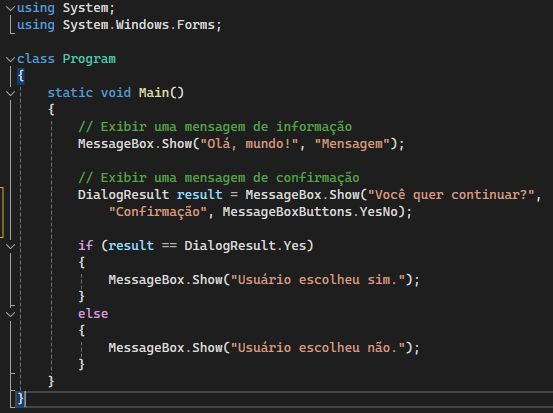 using System;
using System.Windows.Forms;
class Program
{
static void Main()
{
// Exibir uma mensagem de informação
MessageBox.Show("Olá, mundo!", "Mensagem");
// Exibir uma mensagem de confirmação
DialogResult result = MessageBox.Show("Você quer continuar?",
"Confirmação", MessageBoxButtons.YesNo);
if (result == DialogResult.Yes)
{
MessageBox.Show("Usuário escolheu sim.");
}
else
{
MessageBox.Show("Usuário escolheu não.");
}
}
}